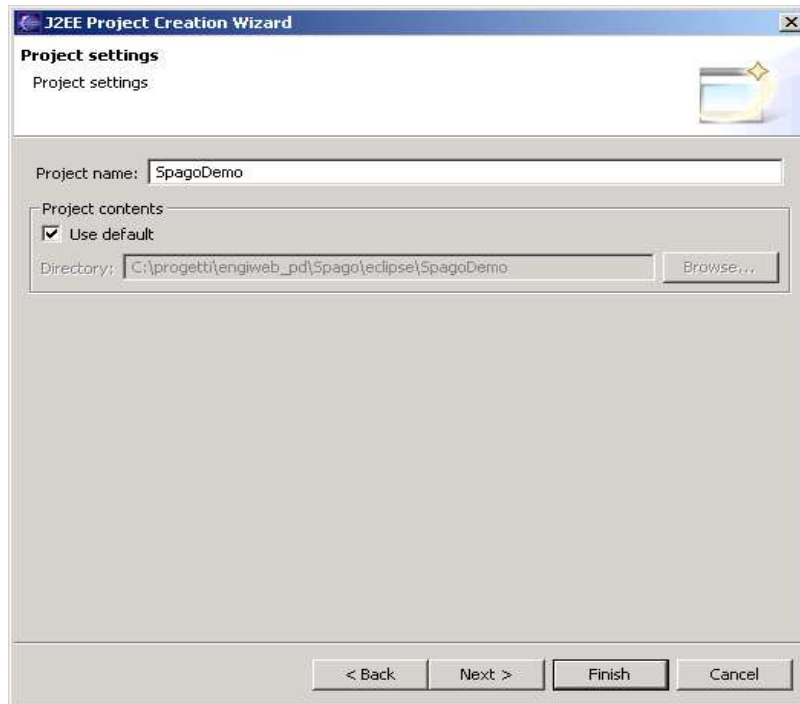 J2EE Project Creation Wizard
Project settings
Project settings
Project name: SpagoDemo
Project contents
Use default
Directory: C:\progetti\engiweb_pd\Spago\eclipse\SpagoDemo Browse...
< Back Next > Finish Cancel